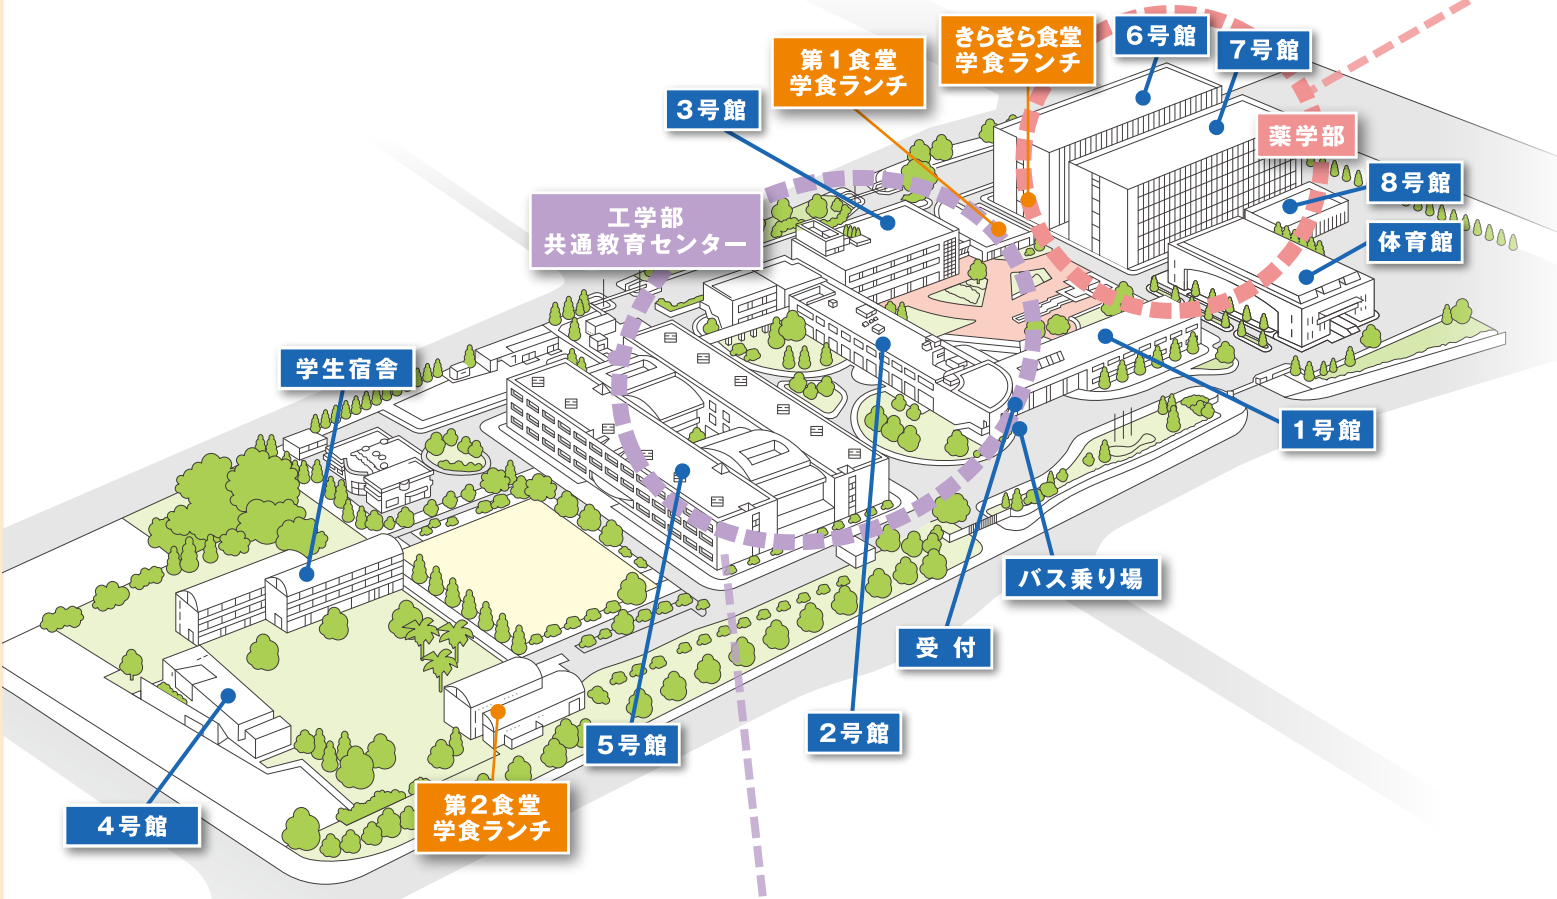 きらきら食堂
学食ランチ
6号館
7号館
第1食堂
学食ランチ
3号館
薬学部
8号館
工学部
共通教育センター
体育館
学生宿舎
1号館
バス乗り場
受 付
2号館
5号館
第2食堂
学食ランチ
4号館